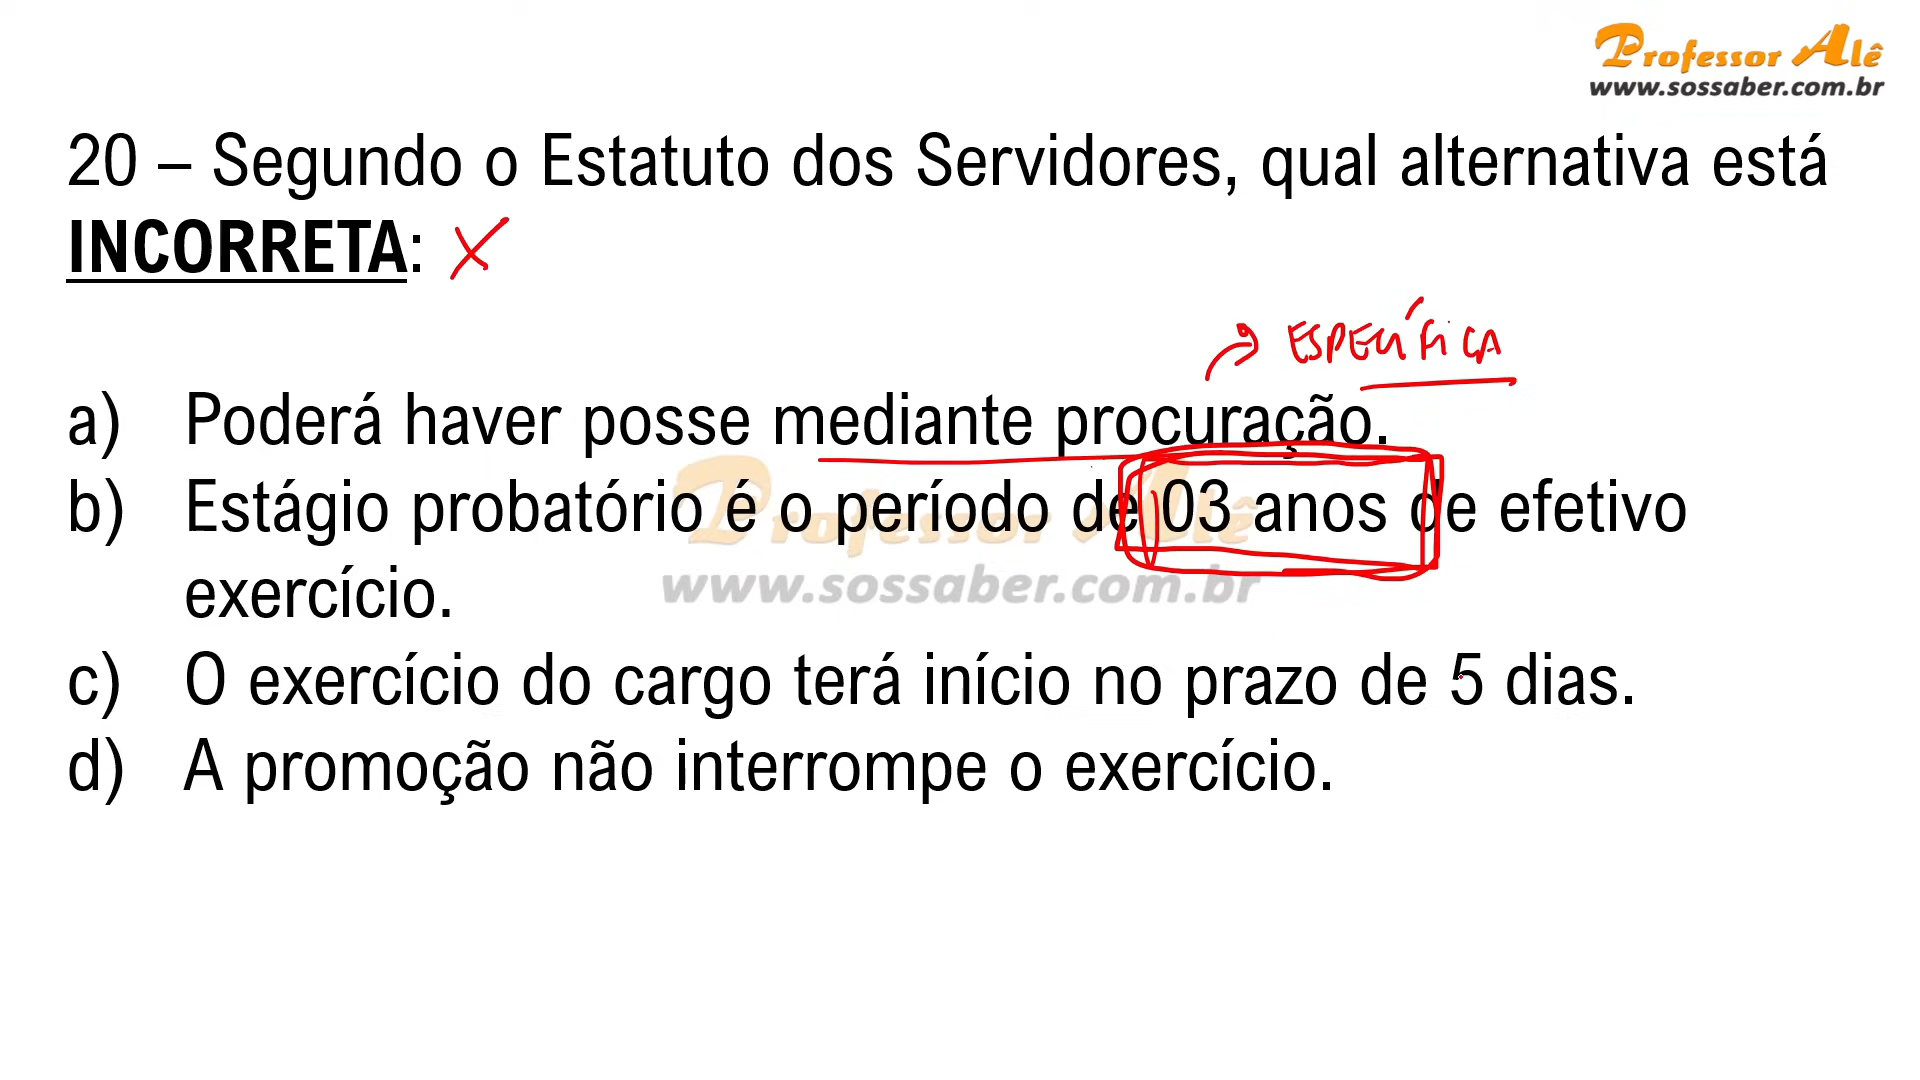 Professor Alê
www.sossaber.com.br
20 – Segundo o Estatuto dos Servidores, qual alternativa está
INCORRETA: X
ESPECÍFICA
a) Poderá haver posse mediante procuração.
b) Estágio probatório é o período de 03 anos de efetivo
exercício.
Professor Alê
www.sossaber.com.br
c) O exercício do cargo terá início no prazo de 5 dias.
d) A promoção não interrompe o exercício.